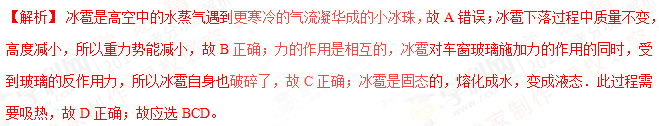 【解析】 冰雹是高空中的水蒸气遇到更寒冷的气流凝华成的小冰珠，故 A 错误；冰雹下落过程中质量不变，
高度减小，所以重力势能减小，故 B 正确；力的作用是相互的，冰雹对车窗玻璃施加力的作用的同时，受
到玻璃的反作用力，所以冰雹自身也破碎了，故 C 正确；冰雹是固态的，熔化成水，变成液态．此过程需
要吸热，故 D 正确；故应选 BCD。